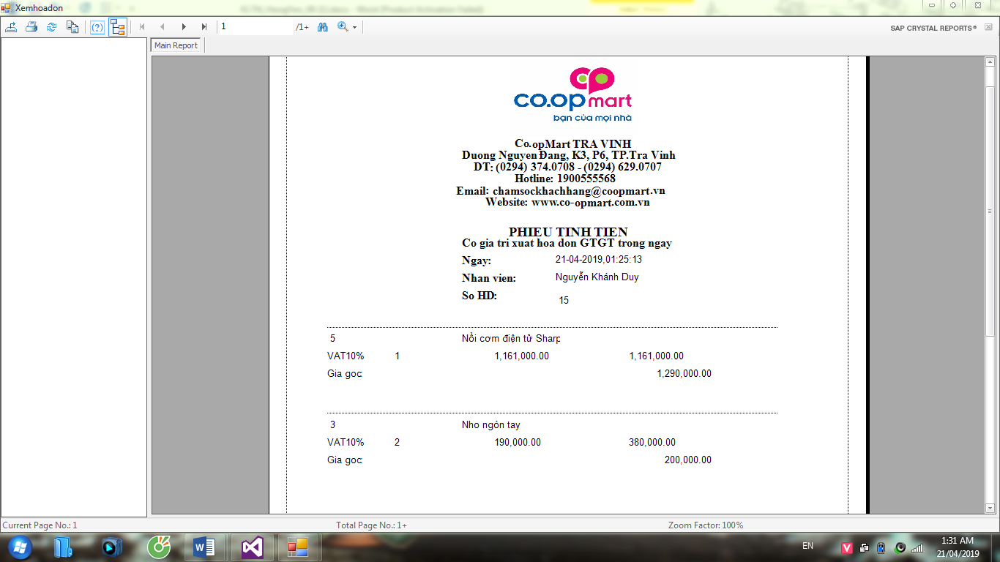 Xemhoadon
1 /1+
SAP CRYSTAL REPORTS®
Main Report
co.opmart
bạn của mọi nhà
Co.opMart TRA VINH
Duong Nguyen Đang, K3, P6, TP.Tra Vinh
DT: (0294) 374.0708 - (0294) 629.0707
Hotline: 1900555568
Email: chamsockhachhang@coopmart.vn
Website: www.co-opmart.com.vn
PHIEU TINH TIEN
Co gia tri xuat hoa don GTGT trong ngay
Ngay: 21-04-2019,01:25:13
Nhan vien: Nguyễn Khánh Duy
So HD: 15
5 Nồi cơm điện tử Sharp
VAT10% 1 1,161,000.00 1,161,000.00
Gia goc: 1,290,000.00
3 Nho ngón tay
VAT10% 2 190,000.00 380,000.00
Gia goc: 200,000.00
Current Page No.: 1 Total Page No.: 1+ Zoom Factor: 100%
EN 1:31 AM
21/04/2019